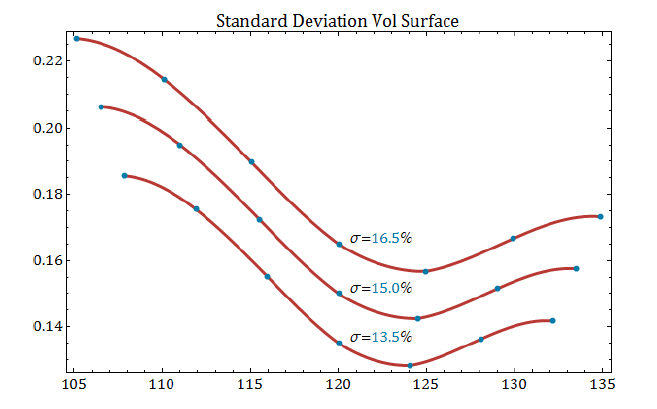 Standard Deviation Vol Surface
0.22
0.20
0.18
0.16
0.14
σ=16.5%
σ=15.0%
σ=13.5%
105 110 115 120 125 130 135